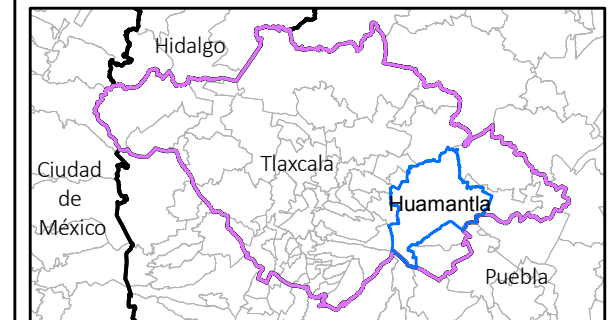 Hidalgo
Tlaxcala
Ciudad
de
México
Huamantla
Puebla